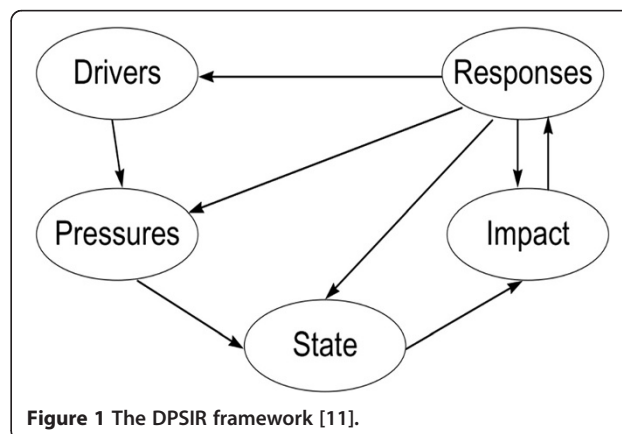 Drivers
Responses
Pressures
Impact
State
Figure 1 The DPSIR framework [11].